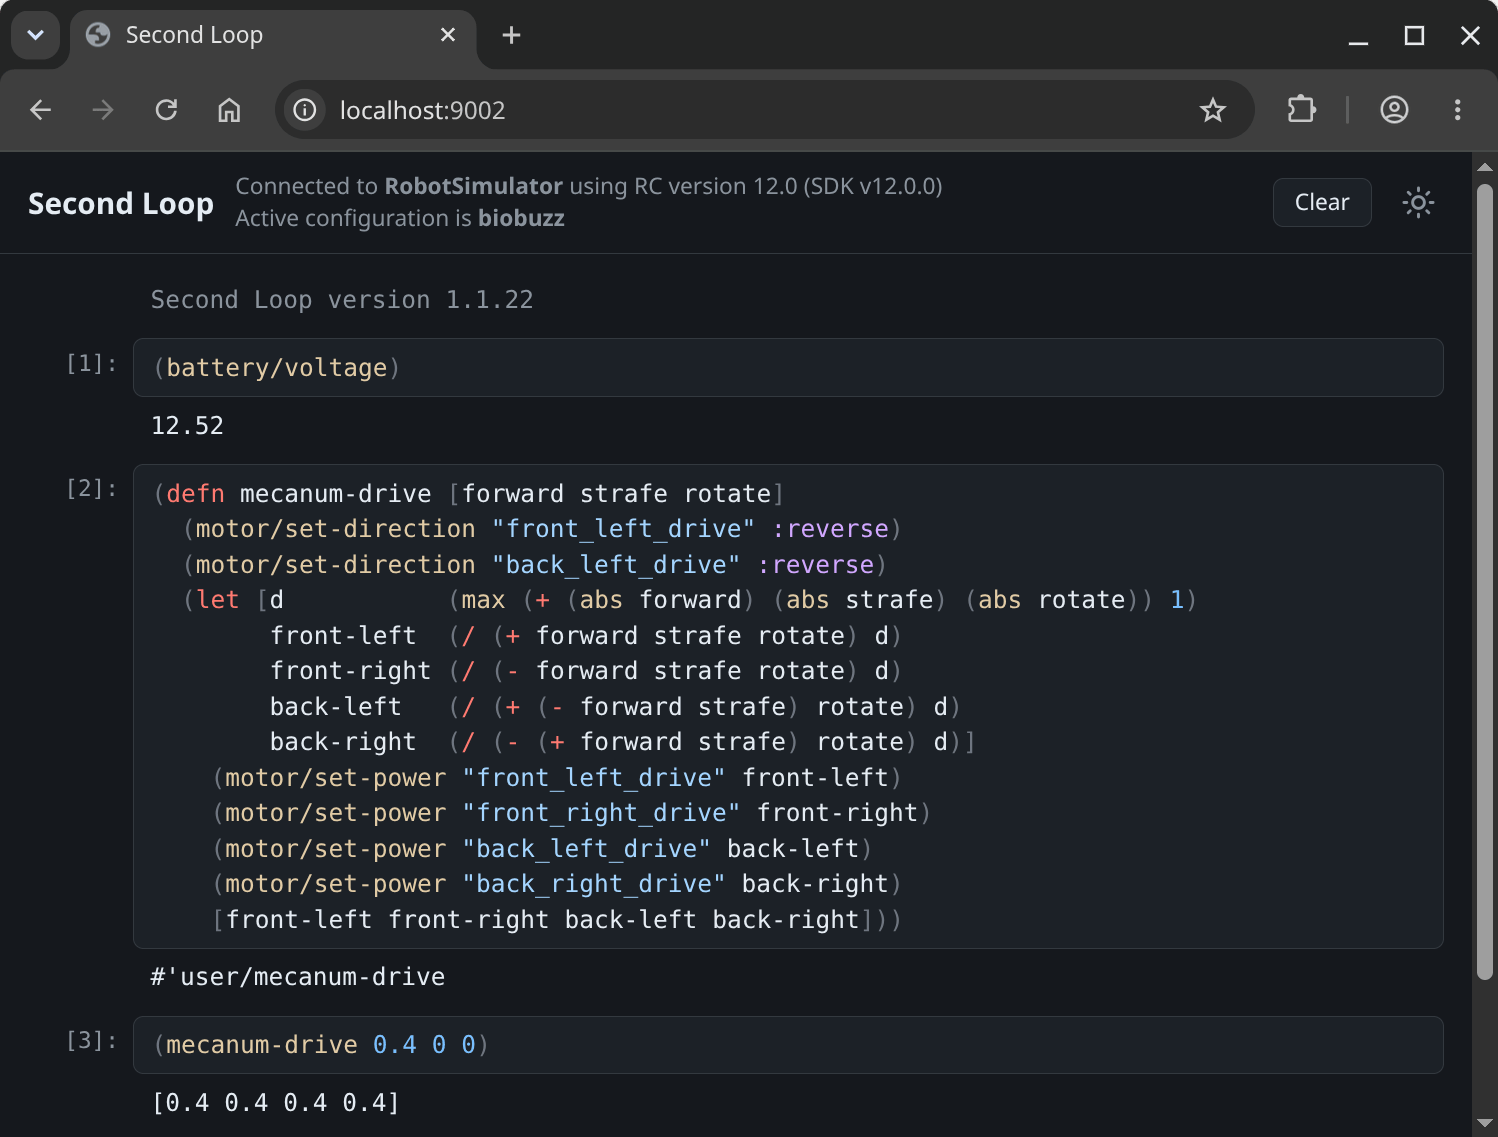 Second Loop
localhost:9002
Second Loop
Connected to RobotSimulator using RC version 12.0 (SDK v12.0.0)
Active configuration is biobuzz
Clear
Second Loop version 1.1.22
[1]:
(battery/voltage)
12.52
[2]:
(defn mecanum-drive [forward strafe rotate]
  (motor/set-direction "front_left_drive" :reverse)
  (motor/set-direction "back_left_drive" :reverse)
  (let [d           (max (+ (abs forward) (abs strafe) (abs rotate)) 1)
        front-left  (/ (+ forward strafe rotate) d)
        front-right (/ (- forward strafe rotate) d)
        back-left   (/ (+ (- forward strafe) rotate) d)
        back-right  (/ (- (+ forward strafe) rotate) d)]
    (motor/set-power "front_left_drive" front-left)
    (motor/set-power "front_right_drive" front-right)
    (motor/set-power "back_left_drive" back-left)
    (motor/set-power "back_right_drive" back-right)
    [front-left front-right back-left back-right]))
#'user/mecanum-drive
[3]:
(mecanum-drive 0.4 0 0)
[0.4 0.4 0.4 0.4]